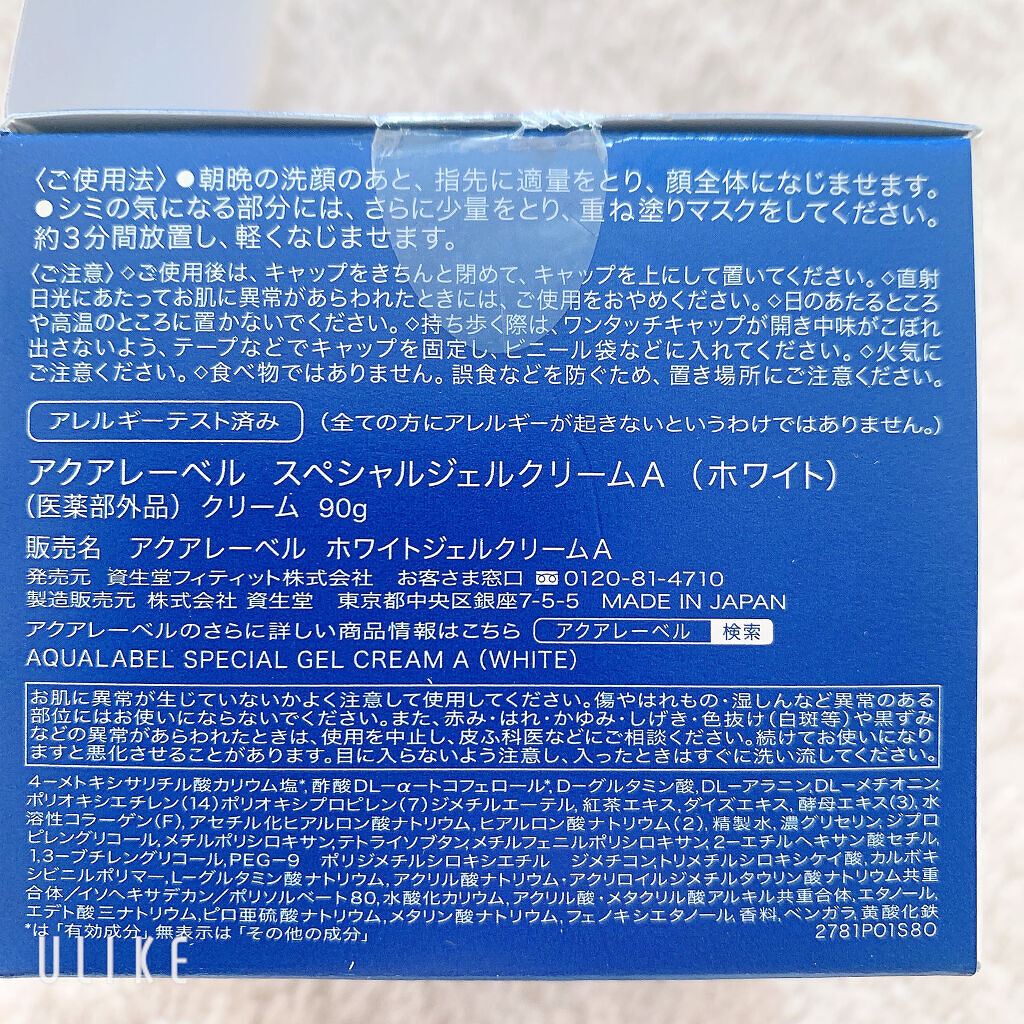 〈ご使用法〉●朝晩の洗顔のあと、指先に適量をとり、顔全体になじませます。
●シミの気になる部分には、さらに少量をとり、重ね塗りマスクをしてください。
約3分間放置し、軽くなじませます。
〈ご注意〉◇ご使用後は、キャップをきちんと閉めて、キャップを上にして置いてください。◇直射
日光にあたってお肌に異常があらわれたときには、ご使用をおやめください。◇日のあたるところ
や高温のところに置かないでください。◇持ち歩く際は、ワンタッチキャップが開き中味がこぼれ
出さないよう、テープなどでキャップを固定し、ビニール袋などに入れてください。◇火気に
ご注意ください。◇食べ物ではありません。誤食などを防ぐため、置き場所にご注意ください。
アレルギーテスト済み (全ての方にアレルギーが起きないというわけではありません。)
アクアレーベル スペシャルジェルクリームA (ホワイト)
(医薬部外品) クリーム 90g
販売名 アクアレーベル ホワイトジェルクリームA
発売元 資生堂フィティット株式会社 お客さま窓口 0120-81-4710
製造販売元 株式会社 資生堂 東京都中央区銀座7-5-5 MADE IN JAPAN
アクアレーベルのさらに詳しい商品情報はこちら アクアレーベル 検索
AQUALABEL SPECIAL GEL CREAM A (WHITE)
お肌に異常が生じていないかよく注意して使用してください。傷やはれもの・湿しんなど異常のある
部位にはお使いにならないでください。また、赤み・はれ・かゆみ・しげき・色抜け(白斑等)や黒ずみ
などの異常があらわれたときは、使用を中止し、皮ふ科医などにご相談ください。続けてお使いになり
ますと悪化させることがあります。目に入らないよう注意し、入ったときはすぐに洗い流してください。
4ーメトキシサリチル酸カリウム塩*,酢酸DLーαートコフェロール*,Dーグルタミン酸,DLーアラニン,DLーメチオニン,
ポリオキシエチレン(14)ポリオキシプロピレン(7)ジメチルエーテル,紅茶エキス,ダイズエキス,酵母エキス(3),水
溶性コラーゲン(F),アセチル化ヒアルロン酸ナトリウム,ヒアルロン酸ナトリウム(2),精製水,濃グリセリン,ジプロ
ピレングリコール,メチルポリシロキサン,テトライソブタン,メチルフェニルポリシロキサン,2ーエチルヘキサン酸セチル,
1,3ーブチレングリコール,PEGー9 ポリジメチルシロキシエチル ジメチコン,トリメチルシロキシケイ酸,カルボキ
シビニルポリマー,Lーグルタミン酸ナトリウム,アクリル酸ナトリウム・アクリロイルジメチルタウリン酸ナトリウム共重
合体/イソヘキサデカン/ポリソルベート80,水酸化カリウム,アクリル酸・メタクリル酸アルキル共重合体,エタノール,
エデト酸三ナトリウム,ピロ亜硫酸ナトリウム,メタリン酸ナトリウム,フェノキシエタノール,香料,ベンガラ,黄酸化鉄
*は「有効成分」無表示は「その他の成分」 2781P01S80
ULIKE